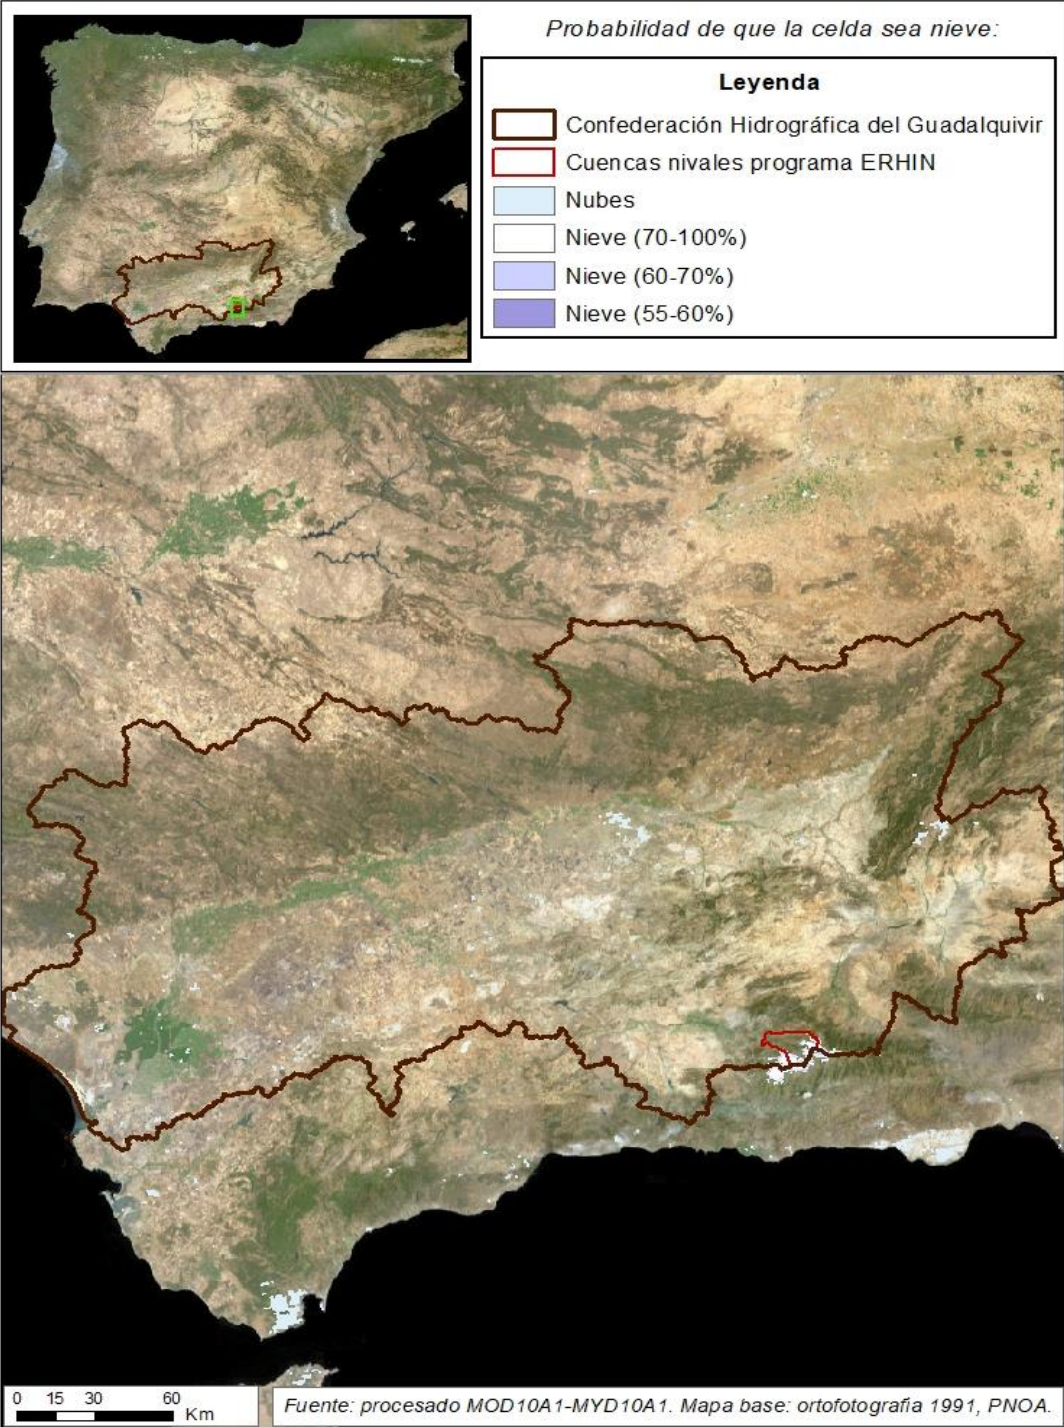 Probabilidad de que la celda sea nieve:
Leyenda
Confederación Hidrográfica del Guadalquivir
Cuencas nivales programa ERHIN
Nubes
Nieve (70-100%)
Nieve (60-70%)
Nieve (55-60%)
0 15 30 60
Km
Fuente: procesado MOD10A1-MYD10A1. Mapa base: ortofotografía 1991, PNOA.